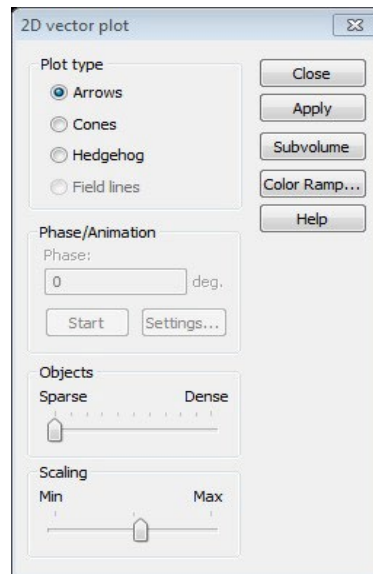 2D vector plot
Plot type
Arrows
Cones
Hedgehog
Field lines
Close
Apply
Subvolume
Color Ramp...
Help
Phase/Animation
Phase:
0 deg.
Start Settings...
Objects
Sparse Dense
Scaling
Min Max